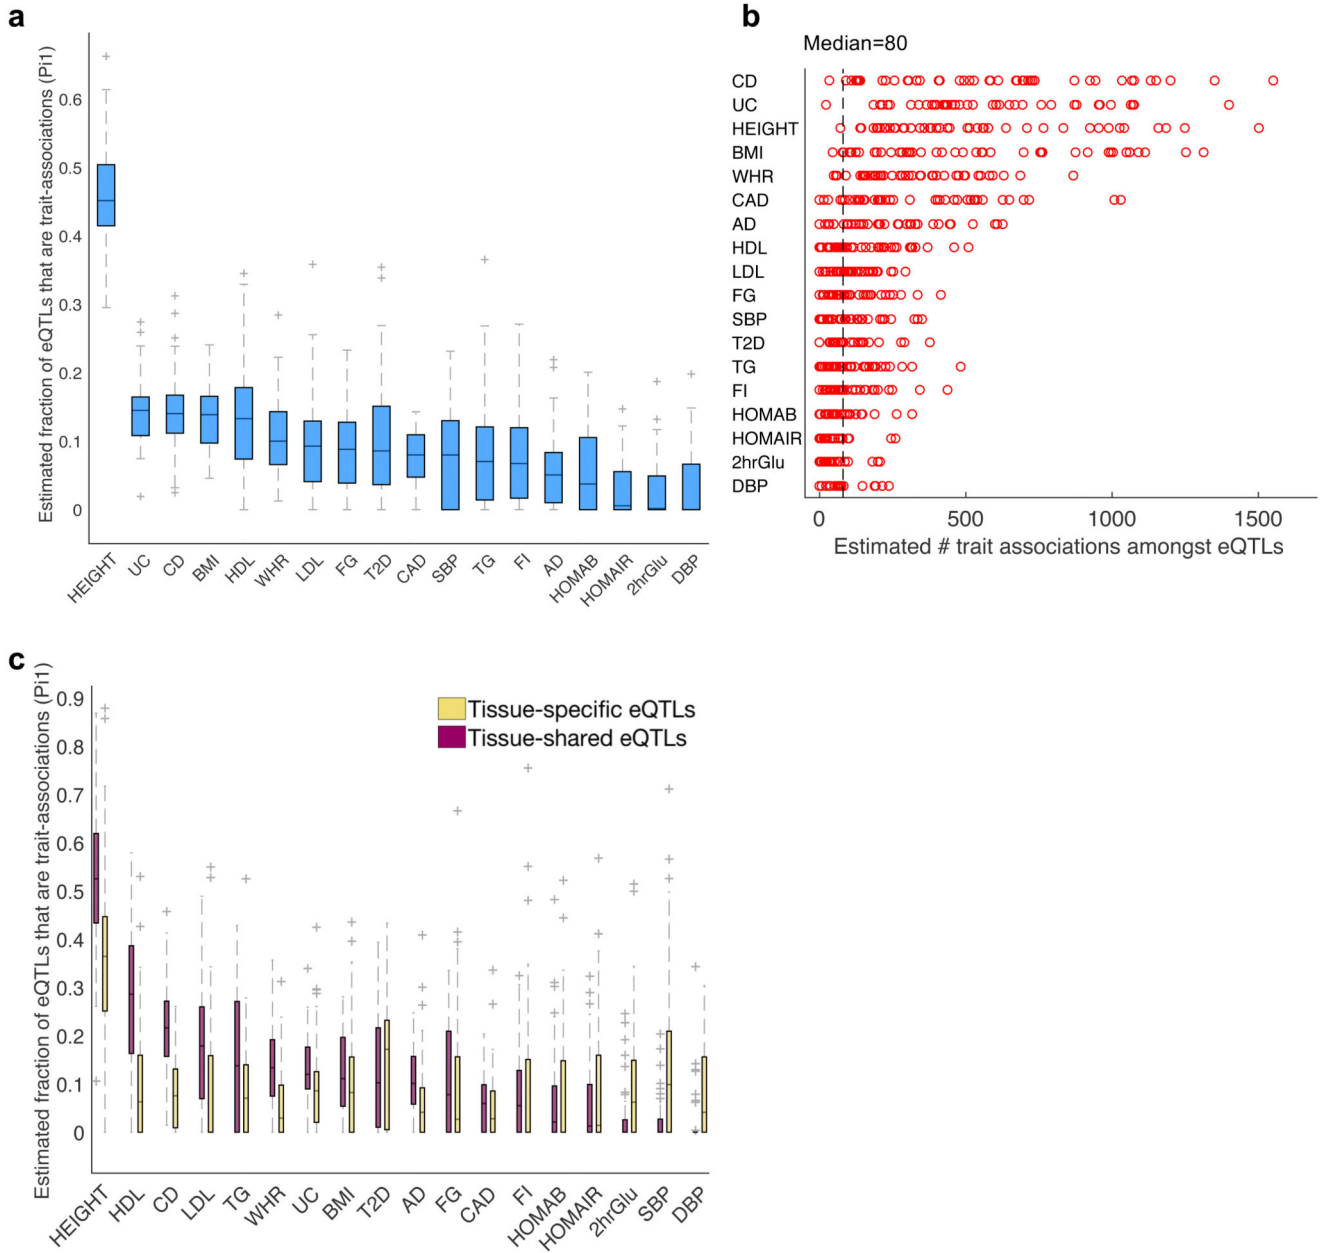 a
Estimated fraction of eQTLs that are trait-associations (Pi1)
0.6
0.5
0.4
0.3
0.2
0.1
0
HEIGHT
UC
CD
BMI
HDL
WHR
LDL
FG
T2D
CAD
SBP
TG
FI
AD
HOMAB
HOMAIR
2hrGlu
DBP
b
Median=80
CD
UC
HEIGHT
BMI
WHR
CAD
AD
HDL
LDL
FG
SBP
T2D
TG
FI
HOMAB
HOMAIR
2hrGlu
DBP
0 500 1000 1500
Estimated # trait associations amongst eQTLs
c
Estimated fraction of eQTLs that are trait-associations (Pi1)
0.9
0.8
0.7
0.6
0.5
0.4
0.3
0.2
0.1
0
Tissue-specific eQTLs
Tissue-shared eQTLs
HEIGHT
HDL
CD
LDL
TG
WHR
UC
BMI
T2D
AD
FG
CAD
FI
HOMAB
HOMAIR
2hrGlu
SBP
DBP